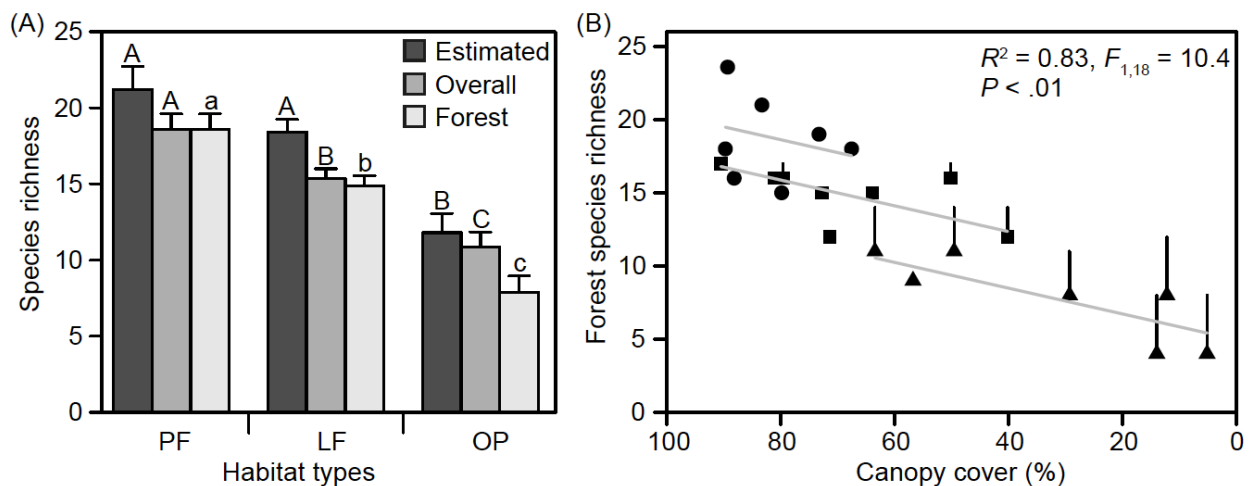 (A)
25
20
15
10
5
0
Species richness
A
A
a
A
B
b
B
C
c
Estimated
Overall
Forest
PF
LF
OP
Habitat types
(B)
25
20
15
10
5
0
Forest species richness
R² = 0.83, F₁,₁₈ = 10.4
P < .01
100
80
60
40
20
0
Canopy cover (%)